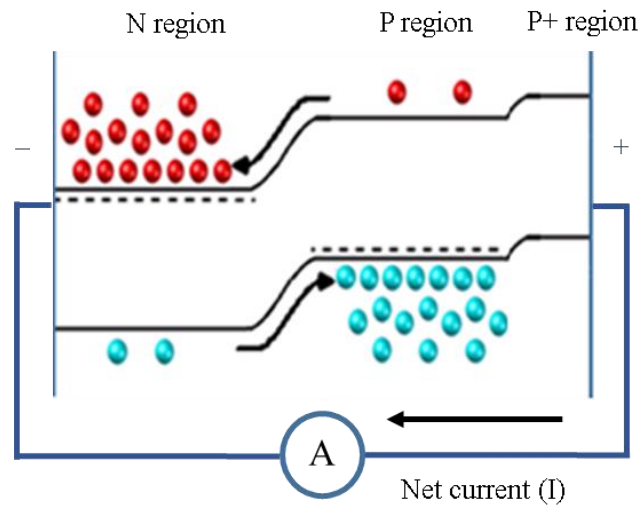 N region
P region
P+ region
–
+
A
Net current (I)